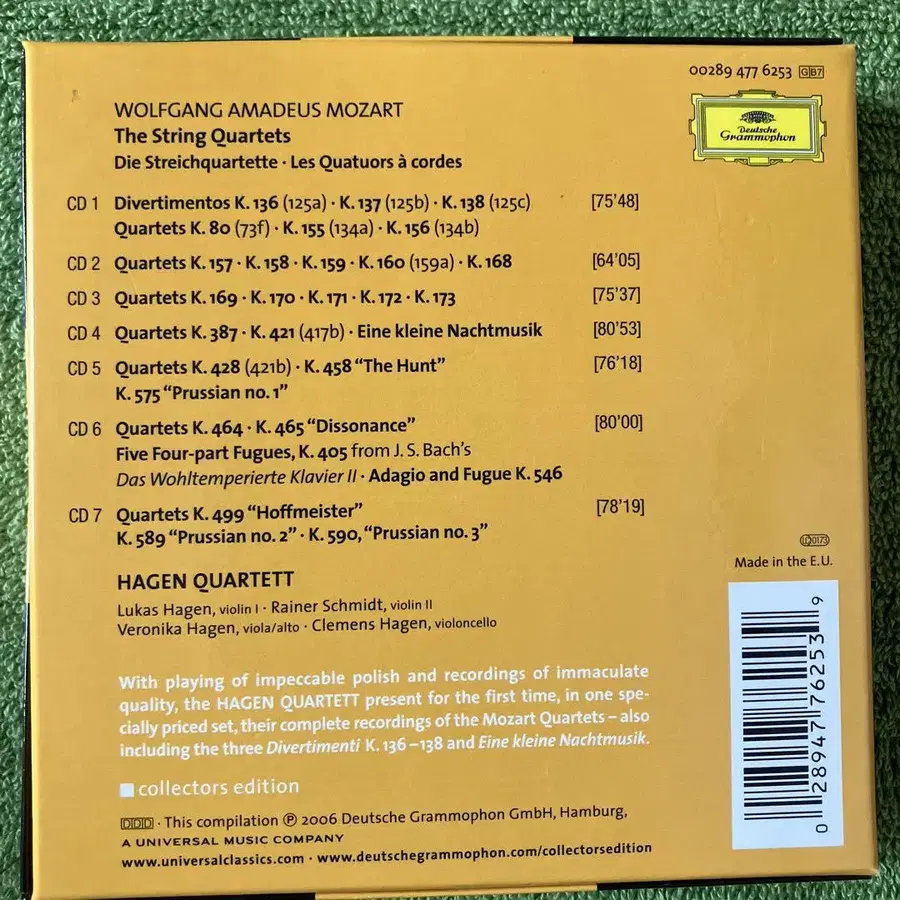 00289 477 6253 GB7
Deutsche
Grammophon
WOLFGANG AMADEUS MOZART
The String Quartets
Die Streichquartette · Les Quatuors à cordes
CD 1 Divertimentos K. 136 (125a) · K. 137 (125b) · K. 138 (125c) [75'48]
Quartets K. 80 (73f) · K. 155 (134a) · K. 156 (134b)
CD 2 Quartets K. 157 · K. 158 · K. 159 · K. 160 (159a) · K. 168 [64'05]
CD 3 Quartets K. 169 · K. 170 · K. 171 · K. 172 · K. 173 [75'37]
CD 4 Quartets K. 387 · K. 421 (417b) · Eine kleine Nachtmusik [80'53]
CD 5 Quartets K. 428 (421b) · K. 458 “The Hunt” [76'18]
K. 575 “Prussian no. 1”
CD 6 Quartets K. 464 · K. 465 “Dissonance” [80'00]
Five Four-part Fugues, K. 405 from J. S. Bach's
Das Wohltemperierte Klavier II · Adagio and Fugue K. 546
CD 7 Quartets K. 499 “Hoffmeister” [78'19]
K. 589 “Prussian no. 2” · K. 590, “Prussian no. 3”
HAGEN QUARTETT
Lukas Hagen, violin I · Rainer Schmidt, violin II
Veronika Hagen, viola/alto · Clemens Hagen, violoncello
With playing of impeccable polish and recordings of immaculate
quality, the HAGEN QUARTETT present for the first time, in one spe-
cially priced set, their complete recordings of the Mozart Quartets – also
including the three Divertimenti K. 136 – 138 and Eine kleine Nachtmusik.
collectors edition
DDD · This compilation ℗ 2006 Deutsche Grammophon GmbH, Hamburg,
A UNIVERSAL MUSIC COMPANY
www.universalclassics.com · www.deutschegrammophon.com/collectorsedition
LC 0173
Made in the E.U.
0 28947 76253 9